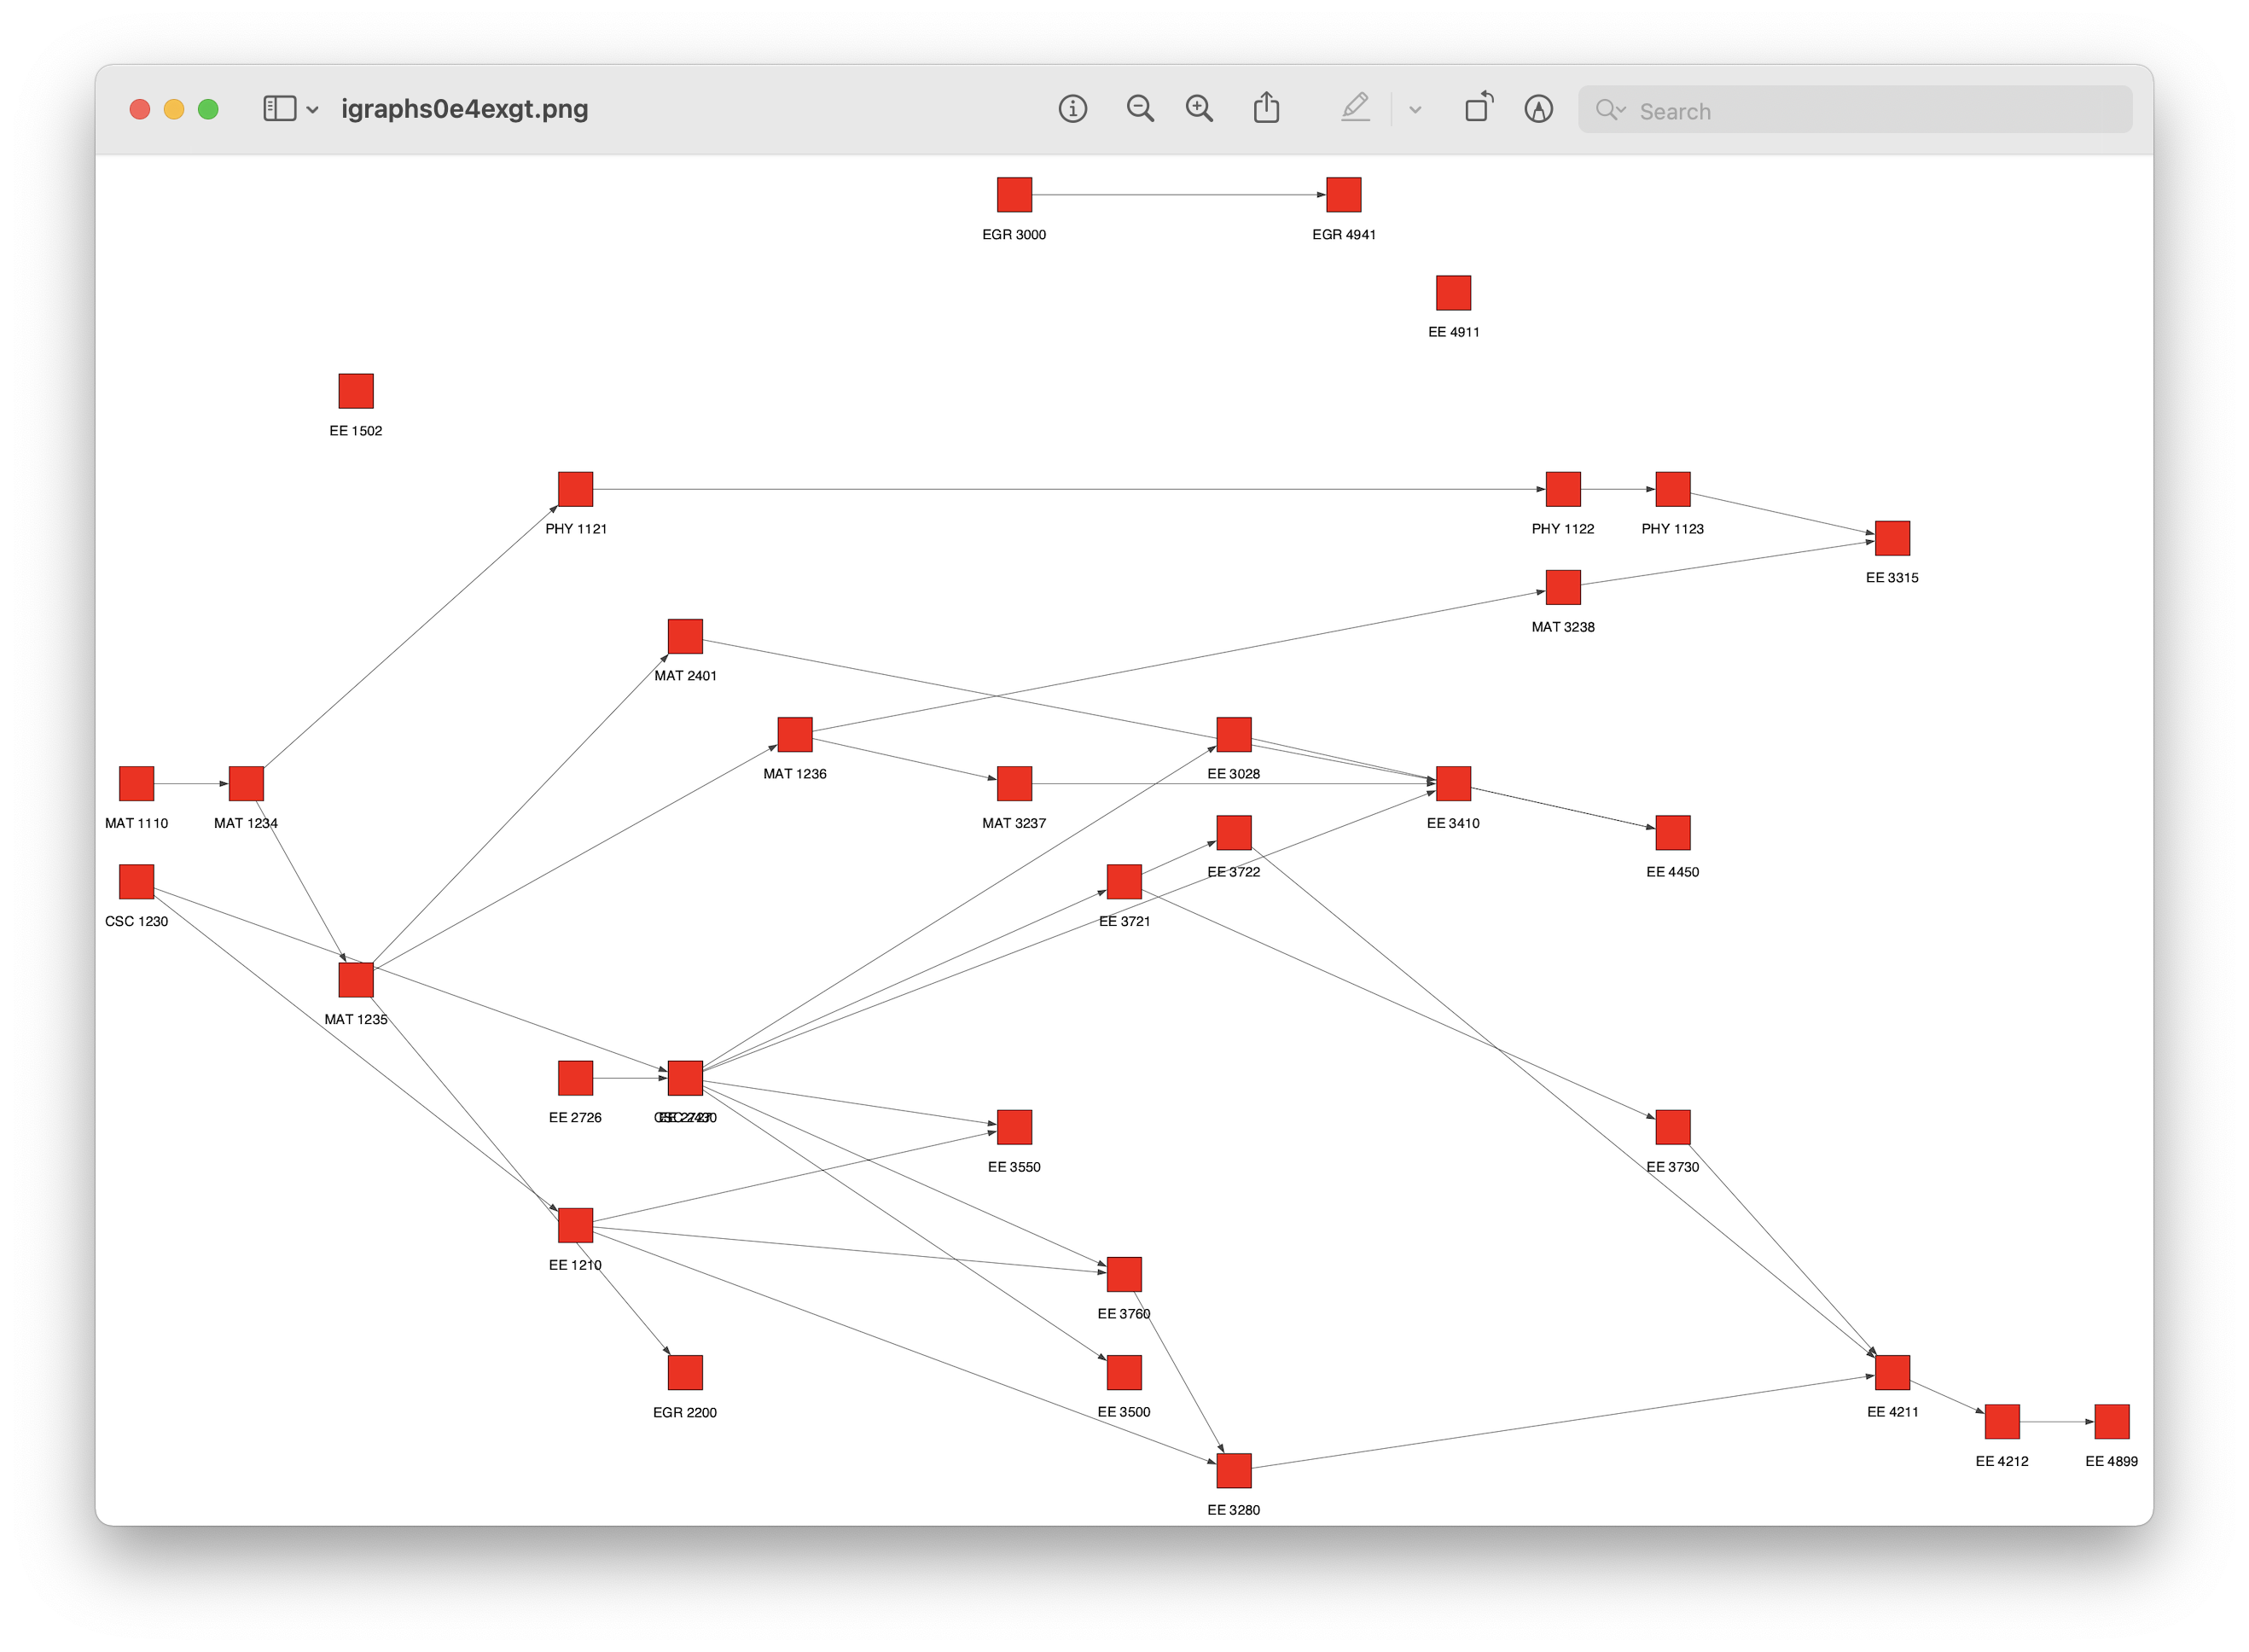 igraphs0e4exgt.png
Search
EGR 3000
EGR 4941
EE 4911
EE 1502
PHY 1121
PHY 1122
PHY 1123
EE 3315
MAT 3238
MAT 2401
MAT 1236
EE 3028
MAT 1110
MAT 1234
MAT 3237
EE 3410
EE 3722
EE 4450
CSC 1230
EE 3721
MAT 1235
EE 2726
EE 3550
EE 3730
EE 1210
EE 3760
EGR 2200
EE 3500
EE 4211
EE 4212
EE 4899
EE 3280